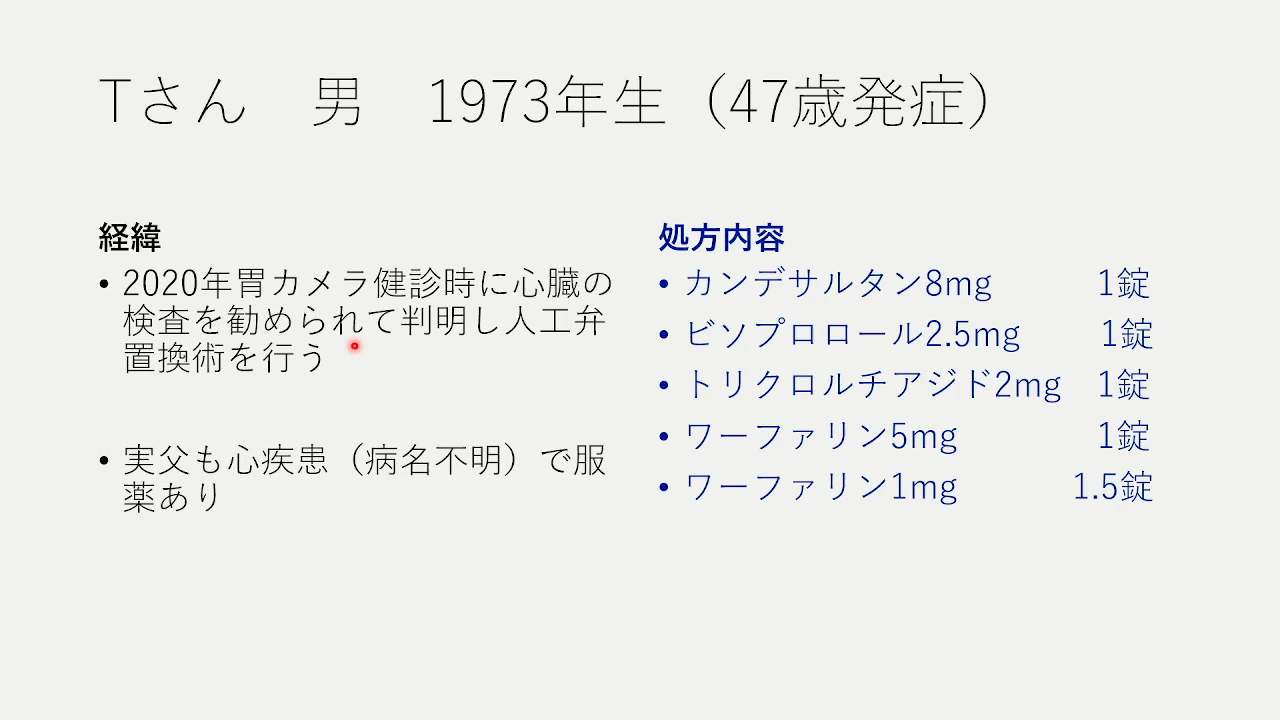 Tさん　男　1973年生（47歳発症）
経緯
• 2020年胃カメラ健診時に心臓の
検査を勧められて判明し人工弁
置換術を行う
• 実父も心疾患（病名不明）で服
薬あり
処方内容
• カンデサルタン8mg　1錠
• ビソプロロール2.5mg　1錠
• トリクロルチアジド2mg　1錠
• ワーファリン5mg　1錠
• ワーファリン1mg　1.5錠